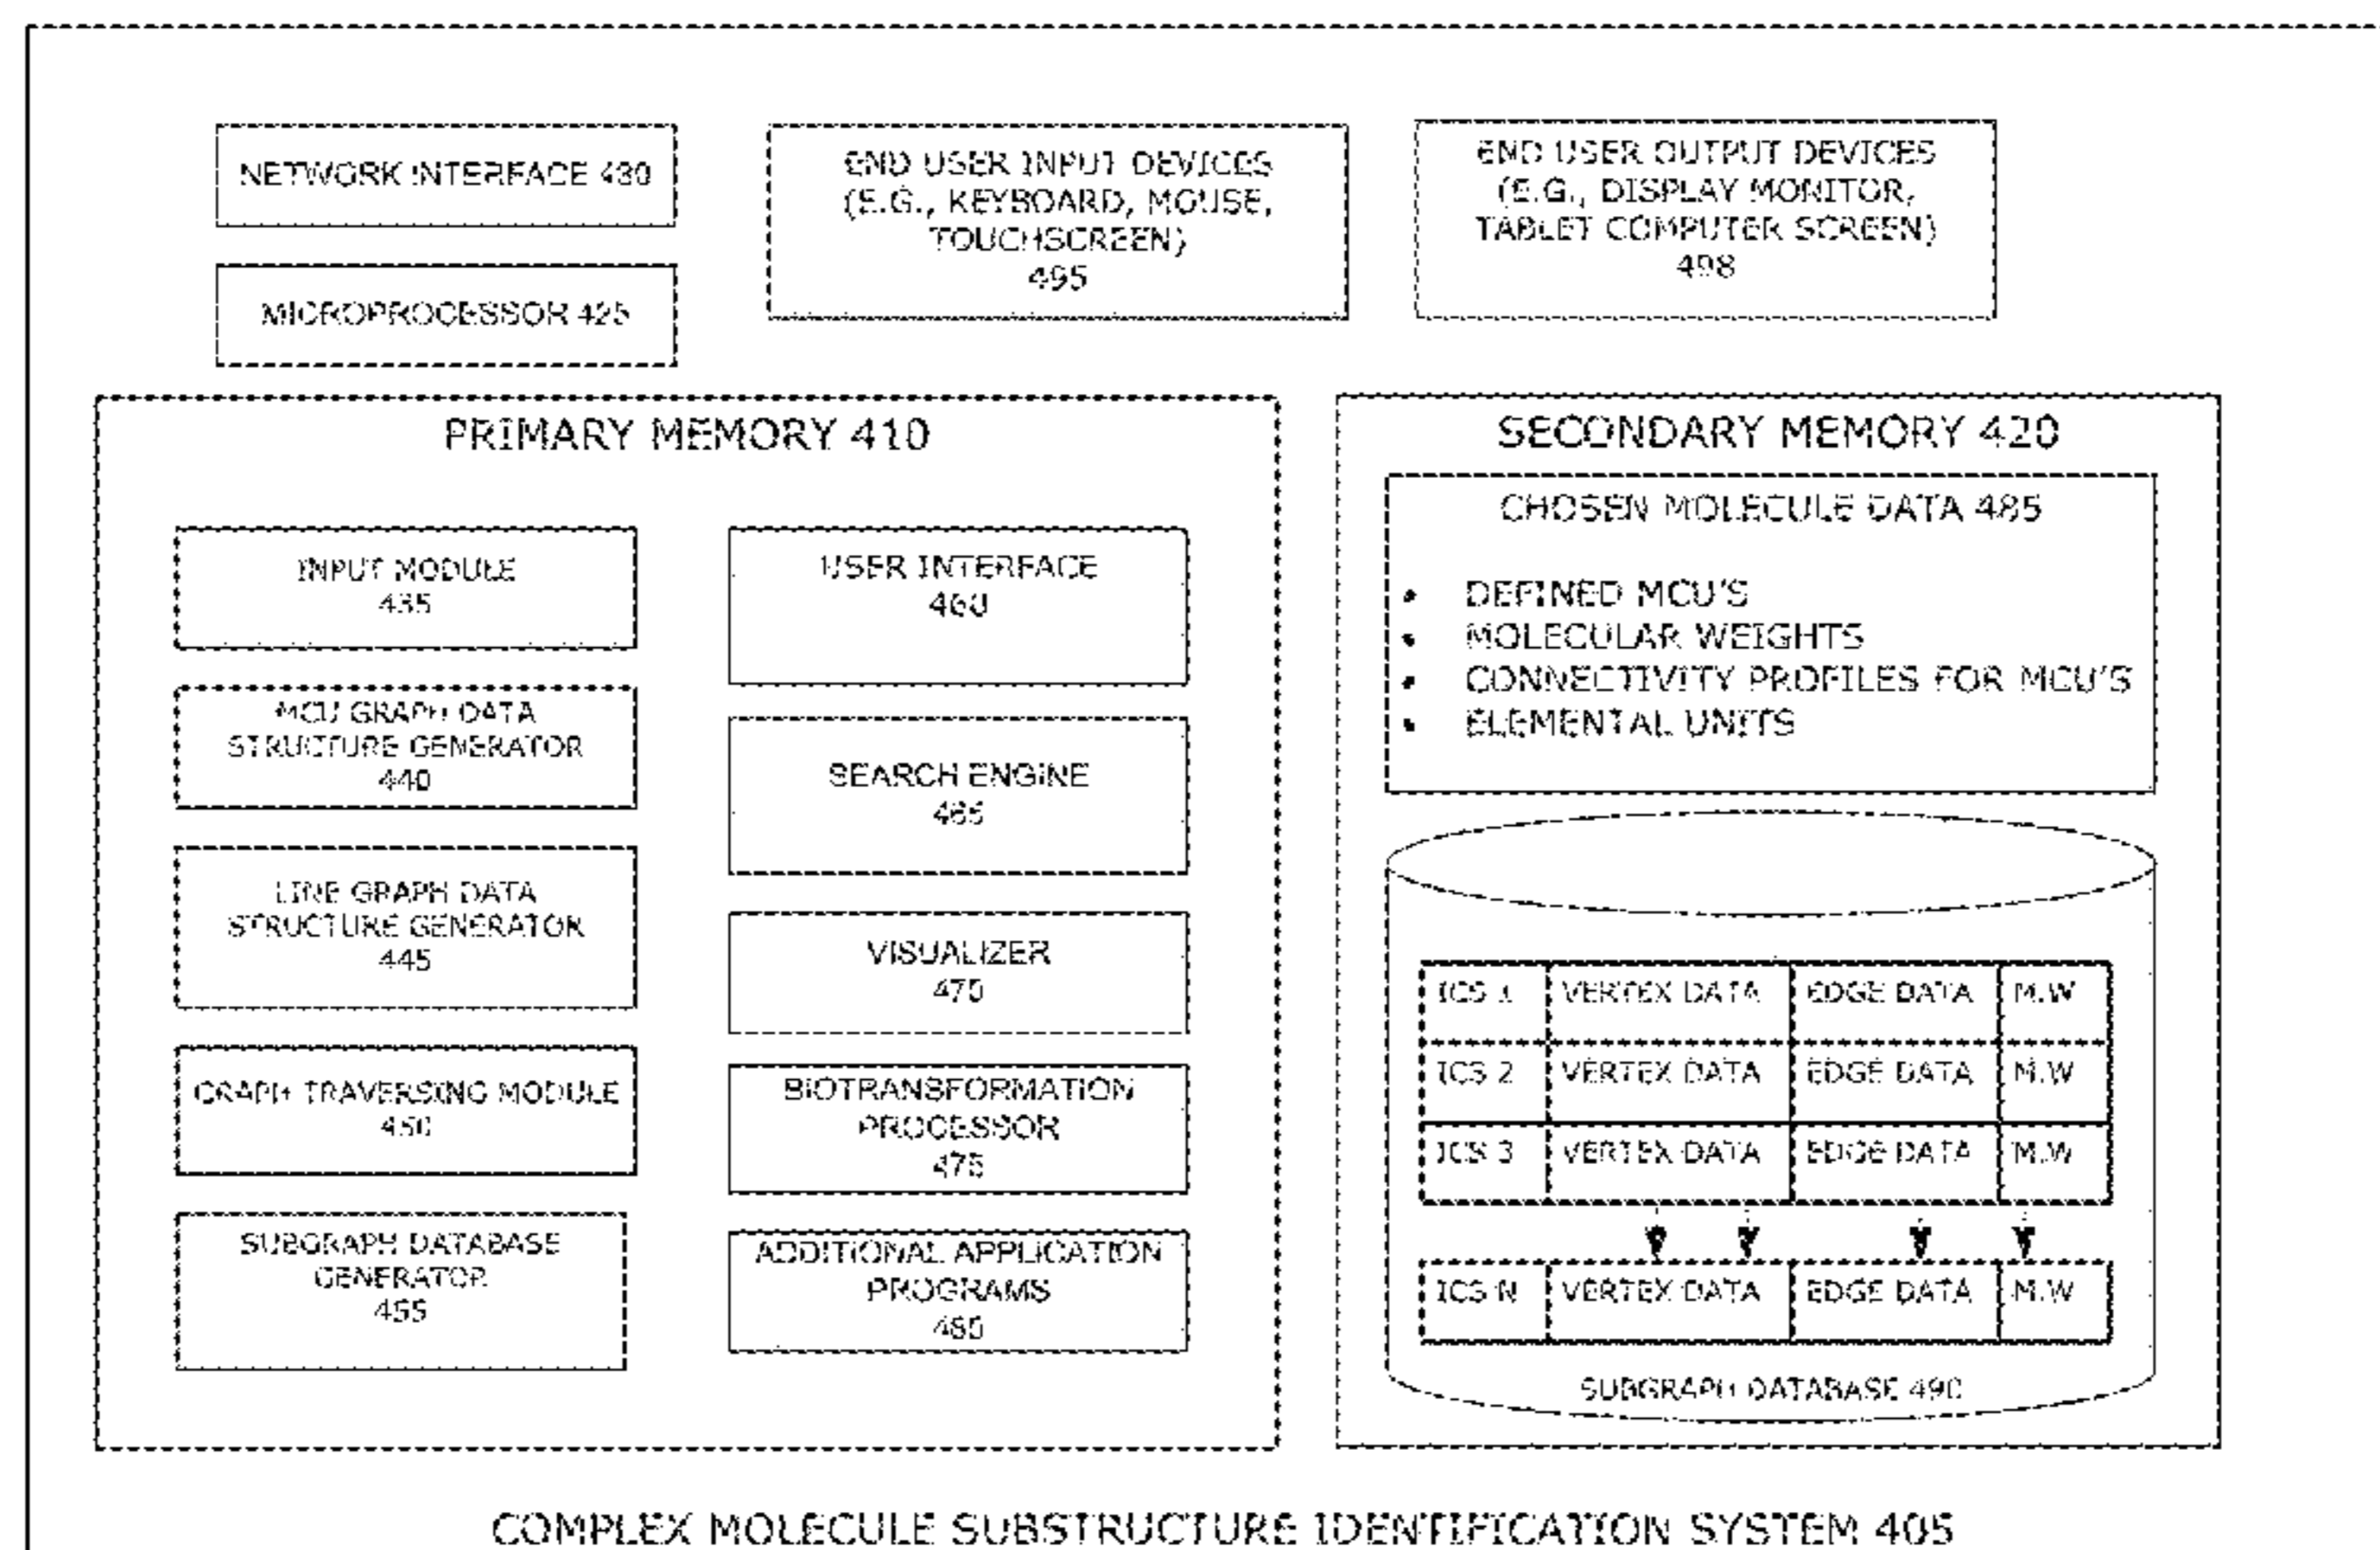 NETWORK INTERFACE 430
MICROPROCESSOR 425
END USER INPUT DEVICES
(E.G., KEYBOARD, MOUSE,
TOUCHSCREEN)
495
END USER OUTPUT DEVICES
(E.G., DISPLAY MONITOR,
TABLET COMPUTER SCREEN)
498
PRIMARY MEMORY 410
INPUT MODULE
435
MCU GRAPH DATA
STRUCTURE GENERATOR
440
LINE GRAPH DATA
STRUCTURE GENERATOR
445
GRAPH TRAVERSING MODULE
450
SUBGRAPH DATABASE
GENERATOR
455
USER INTERFACE
460
SEARCH ENGINE
465
VISUALIZER
470
BIOTRANSFORMATION
PROCESSOR
475
ADDITIONAL APPLICATION
PROGRAMS
480
SECONDARY MEMORY 420
CHOSEN MOLECULE DATA 485
• DEFINED MCU'S
• MOLECULAR WEIGHTS
• CONNECTIVITY PROFILES FOR MCU'S
• ELEMENTAL UNITS
ICS 1 VERTEX DATA EDGE DATA M.W
ICS 2 VERTEX DATA EDGE DATA M.W
ICS 3 VERTEX DATA EDGE DATA M.W
ICS N VERTEX DATA EDGE DATA M.W
SUBGRAPH DATABASE 490
COMPLEX MOLECULE SUBSTRUCTURE IDENTIFICATION SYSTEM 405